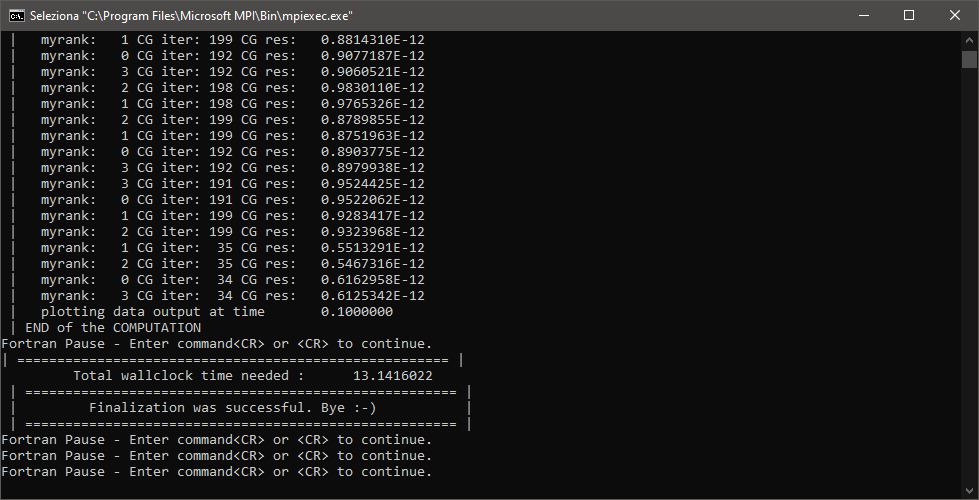 Seleziona "C:\Program Files\Microsoft MPI\Bin\mpiexec.exe"
|   myrank:   1 CG iter: 199 CG res:   0.8814310E-12
|   myrank:   0 CG iter: 192 CG res:   0.9077187E-12
|   myrank:   3 CG iter: 192 CG res:   0.9060521E-12
|   myrank:   2 CG iter: 198 CG res:   0.9830110E-12
|   myrank:   1 CG iter: 198 CG res:   0.9765326E-12
|   myrank:   2 CG iter: 199 CG res:   0.8789855E-12
|   myrank:   1 CG iter: 199 CG res:   0.8751963E-12
|   myrank:   0 CG iter: 192 CG res:   0.8903775E-12
|   myrank:   3 CG iter: 192 CG res:   0.8979938E-12
|   myrank:   3 CG iter: 191 CG res:   0.9524425E-12
|   myrank:   0 CG iter: 191 CG res:   0.9522062E-12
|   myrank:   1 CG iter: 199 CG res:   0.9283417E-12
|   myrank:   2 CG iter: 199 CG res:   0.9323968E-12
|   myrank:   1 CG iter:  35 CG res:   0.5513291E-12
|   myrank:   2 CG iter:  35 CG res:   0.5467316E-12
|   myrank:   0 CG iter:  34 CG res:   0.6162958E-12
|   myrank:   3 CG iter:  34 CG res:   0.6125342E-12
|   plotting data output at time       0.1000000
| END of the COMPUTATION
Fortran Pause - Enter command<CR> or <CR> to continue.
| ====================================================== |
Total wallclock time needed :      13.1416022
| ====================================================== |
|         Finalization was successful. Bye :-)           |
| ====================================================== |
Fortran Pause - Enter command<CR> or <CR> to continue.
Fortran Pause - Enter command<CR> or <CR> to continue.
Fortran Pause - Enter command<CR> or <CR> to continue.